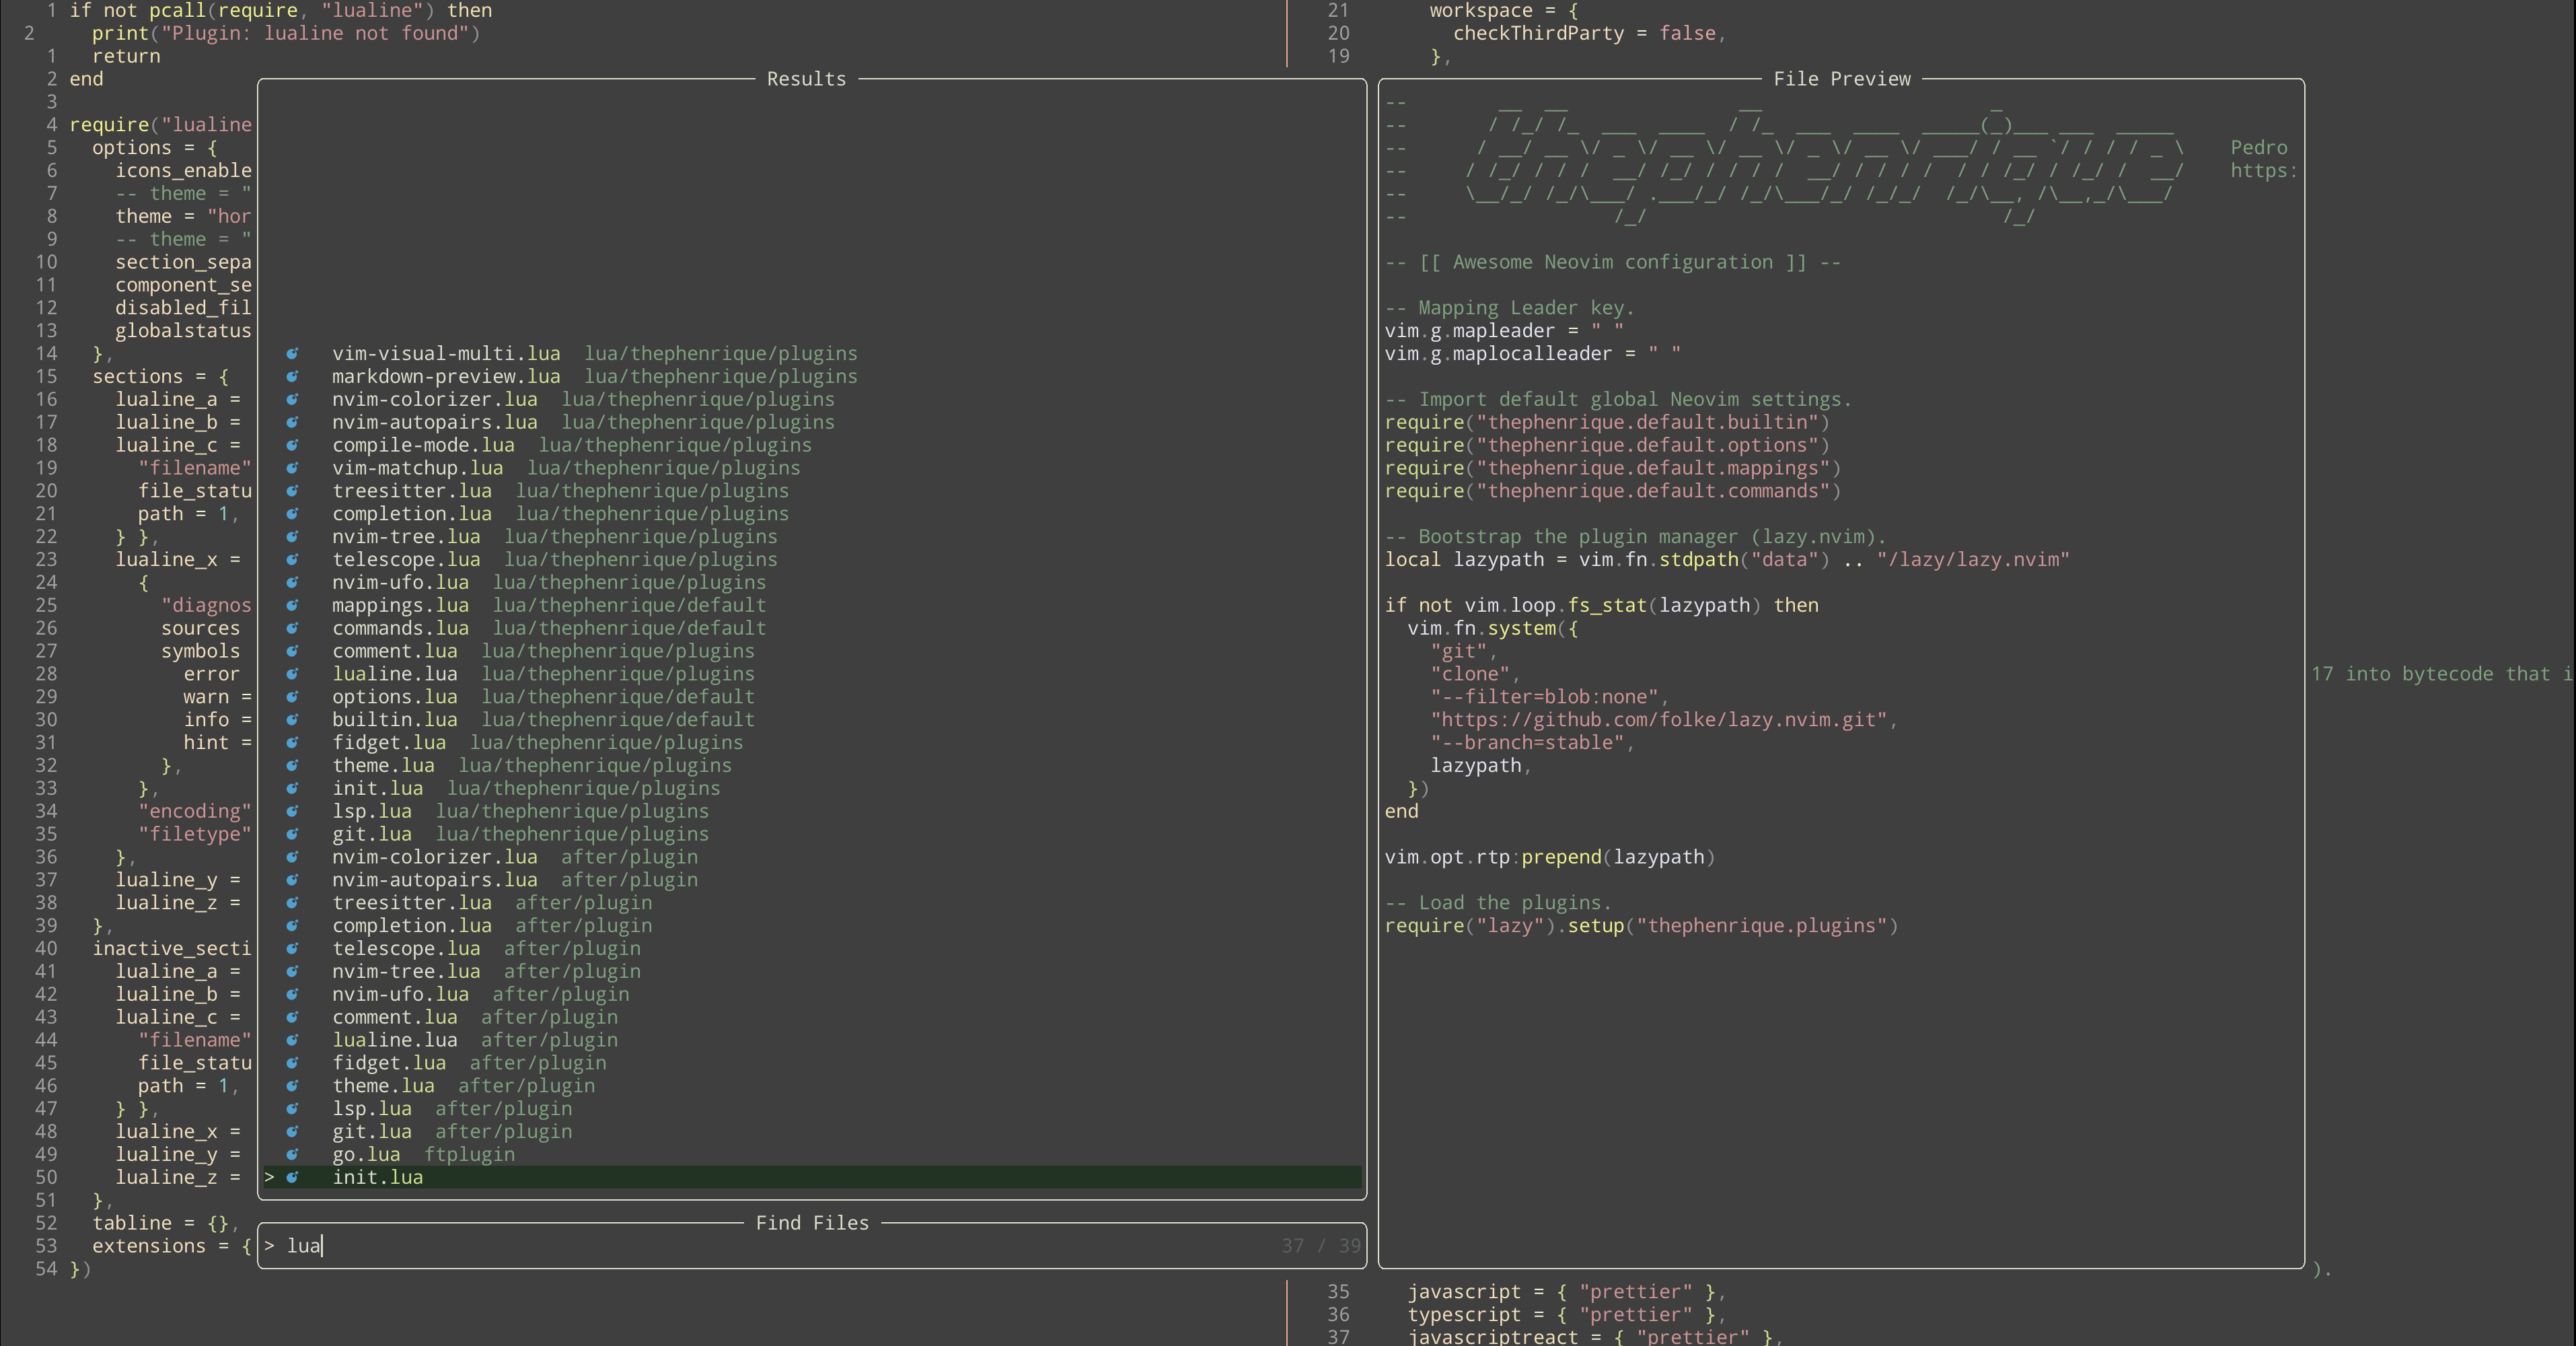 1 if not pcall(require, "lualine") then
2 print("Plugin: lualine not found")
1 return
2 end
3
4 require("lualine
5 options = {
6 icons_enable
7 -- theme = "
8 theme = "hor
9 -- theme = "
10 section_sepa
11 component_se
12 disabled_fil
13 globalstatus
14 },
15 sections = {
16 lualine_a =
17 lualine_b =
18 lualine_c =
19 "filename"
20 file_statu
21 path = 1,
22 } },
23 lualine_x =
24 {
25 "diagnos
26 sources
27 symbols
28 error
29 warn =
30 info =
31 hint =
32 },
33 },
34 "encoding"
35 "filetype"
36 },
37 lualine_y =
38 lualine_z =
39 },
40 inactive_secti
41 lualine_a =
42 lualine_b =
43 lualine_c =
44 "filename"
45 file_statu
46 path = 1,
47 } },
48 lualine_x =
49 lualine_y =
50 lualine_z =
51 },
52 tabline = {},
53 extensions = {
54 })
Results
vim-visual-multi.lua lua/thephenrique/plugins
markdown-preview.lua lua/thephenrique/plugins
nvim-colorizer.lua lua/thephenrique/plugins
nvim-autopairs.lua lua/thephenrique/plugins
compile-mode.lua lua/thephenrique/plugins
vim-matchup.lua lua/thephenrique/plugins
treesitter.lua lua/thephenrique/plugins
completion.lua lua/thephenrique/plugins
nvim-tree.lua lua/thephenrique/plugins
telescope.lua lua/thephenrique/plugins
nvim-ufo.lua lua/thephenrique/plugins
mappings.lua lua/thephenrique/default
commands.lua lua/thephenrique/default
comment.lua lua/thephenrique/plugins
lualine.lua lua/thephenrique/plugins
options.lua lua/thephenrique/default
builtin.lua lua/thephenrique/default
fidget.lua lua/thephenrique/plugins
theme.lua lua/thephenrique/plugins
init.lua lua/thephenrique/plugins
lsp.lua lua/thephenrique/plugins
git.lua lua/thephenrique/plugins
nvim-colorizer.lua after/plugin
nvim-autopairs.lua after/plugin
treesitter.lua after/plugin
completion.lua after/plugin
telescope.lua after/plugin
nvim-tree.lua after/plugin
nvim-ufo.lua after/plugin
comment.lua after/plugin
lualine.lua after/plugin
fidget.lua after/plugin
theme.lua after/plugin
lsp.lua after/plugin
git.lua after/plugin
go.lua ftplugin
> init.lua
Find Files
> lua 37 / 39
21 workspace = {
20 checkThirdParty = false,
19 },
File Preview
thephenrique
Pedro
https:
-- [[ Awesome Neovim configuration ]] --
-- Mapping Leader key.
vim.g.mapleader = " "
vim.g.maplocalleader = " "
-- Import default global Neovim settings.
require("thephenrique.default.builtin")
require("thephenrique.default.options")
require("thephenrique.default.mappings")
require("thephenrique.default.commands")
-- Bootstrap the plugin manager (lazy.nvim).
local lazypath = vim.fn.stdpath("data") .. "/lazy/lazy.nvim"
if not vim.loop.fs_stat(lazypath) then
vim.fn.system({
"git",
"clone",
"--filter=blob:none",
"https://github.com/folke/lazy.nvim.git",
"--branch=stable",
lazypath,
})
end
vim.opt.rtp:prepend(lazypath)
-- Load the plugins.
require("lazy").setup("thephenrique.plugins")
17 into bytecode that i
).
35 javascript = { "prettier" },
36 typescript = { "prettier" },
37 javascriptreact = { "prettier" },